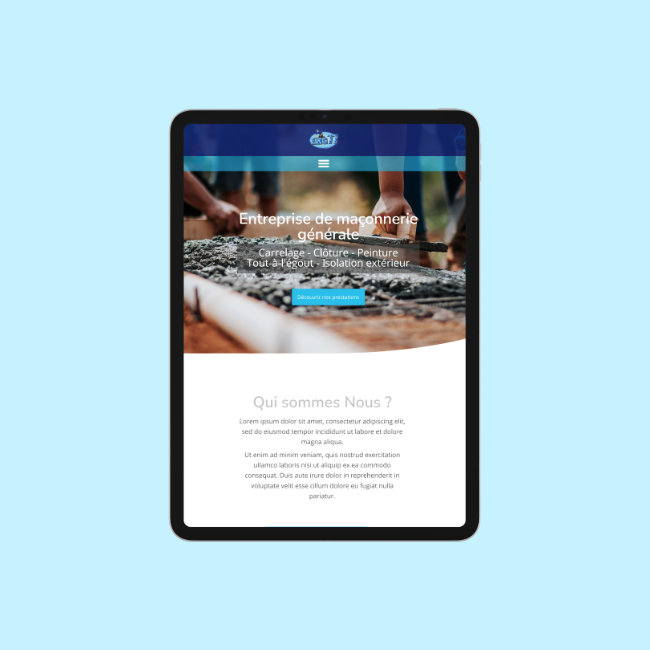 Entreprise de maçonnerie
générale
Carrelage - Clôture - Peinture
Tout-à-l'égout - Isolation extérieur
Découvrir nos prestations
Qui sommes Nous ?
Lorem ipsum dolor sit amet, consectetur adipiscing elit,
sed do eiusmod tempor incididunt ut labore et dolore
magna aliqua.
Ut enim ad minim veniam, quis nostrud exercitation
ullamco laboris nisi ut aliquip ex ea commodo
consequat. Duis aute irure dolor in reprehenderit in
voluptate velit esse cillum dolore eu fugiat nulla
pariatur.